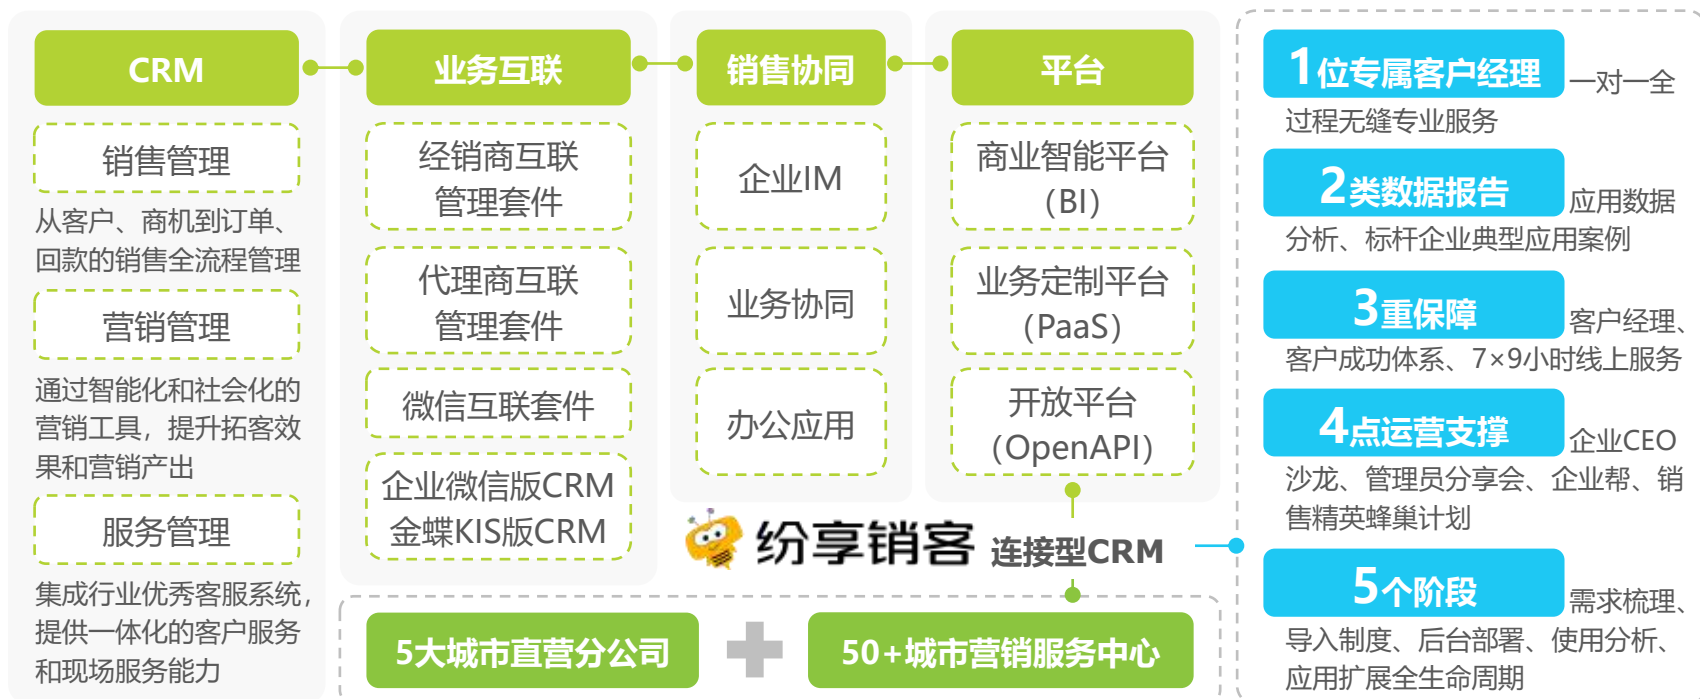 CRM
销售管理
从客户、商机到订单、
回款的销售全流程管理
营销管理
通过智能化和社会化的
营销工具，提升拓客效
果和营销产出
服务管理
集成行业优秀客服系统，
提供一体化的客户服务
和现场服务能力
业务互联
经销商互联
管理套件
代理商互联
管理套件
微信互联套件
企业微信版CRM
金蝶KIS版CRM
销售协同
企业IM
业务协同
办公应用
平台
商业智能平台
（BI）
业务定制平台
（PaaS）
开放平台
（OpenAPI）
纷享销客 连接型CRM
5大城市直营分公司
50+城市营销服务中心
1位专属客户经理 一对一全
过程无缝专业服务
2类数据报告 应用数据
分析、标杆企业典型应用案例
3重保障 客户经理、
客户成功体系、7×9小时线上服务
4点运营支撑 企业CEO
沙龙、管理员分享会、企业帮、销
售精英蜂巢计划
5个阶段 需求梳理、
导入制度、后台部署、使用分析、
应用扩展全生命周期